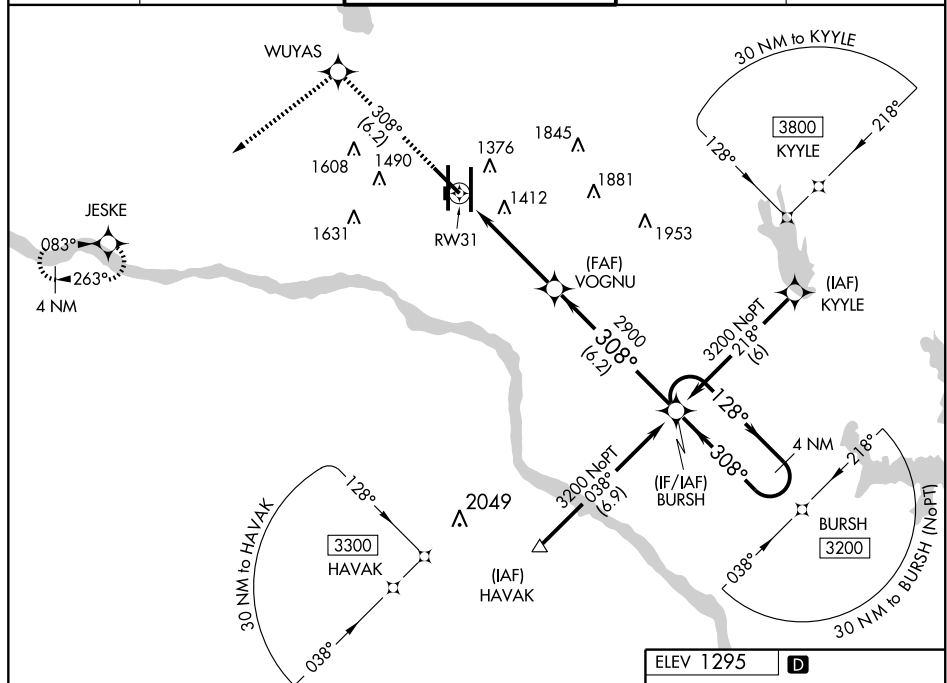 WUYAS
308°
(6.2)
1608
1490
1376
1845
1412
1881
1631
1953
RW31
JESKE
083°
263°
4 NM
30 NM to KYYLE
3800
KYYLE
128°
218°
(FAF)
VOGNU
(IAF)
KYYLE
3200 NoPT
218°
(6)
2900
308°
(6.2)
128°
308°
4 NM
(IF/IAF)
BURSH
3200 NoPT
038°
(6.9)
(IAF)
HAVAK
2049
30 NM to HAVAK
3300
HAVAK
128°
038°
218°
038°
BURSH
3200
30 NM to BURSH (NoPT)
ELEV 1295
D